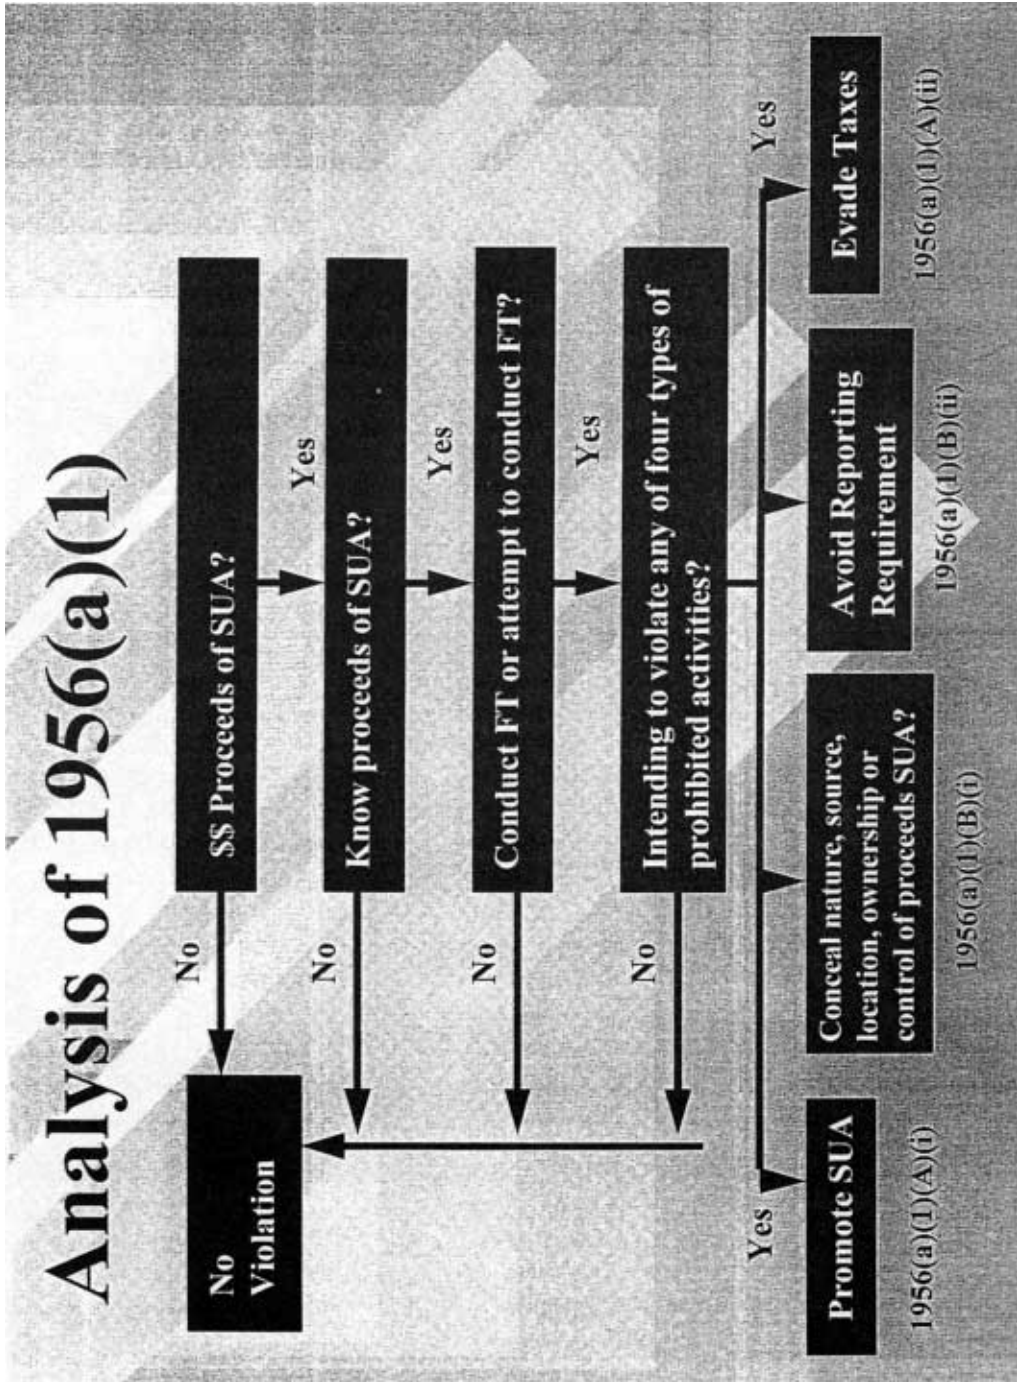 Analysis of 1956(a)(1)
No
Violation
No
$$ Proceeds of SUA?
Yes
No
Know proceeds of SUA?
Yes
No
Conduct FT or attempt to conduct FT?
Yes
No
Intending to violate any of four types of
prohibited activities?
Yes
Yes
Promote SUA
1956(a)(1)(A)(i)
Conceal nature, source,
location, ownership or
control of proceeds SUA?
1956(a)(1)(B)(i)
Avoid Reporting
Requirement
1956(a)(1)(B)(ii)
Evade Taxes
1956(a)(1)(A)(ii)